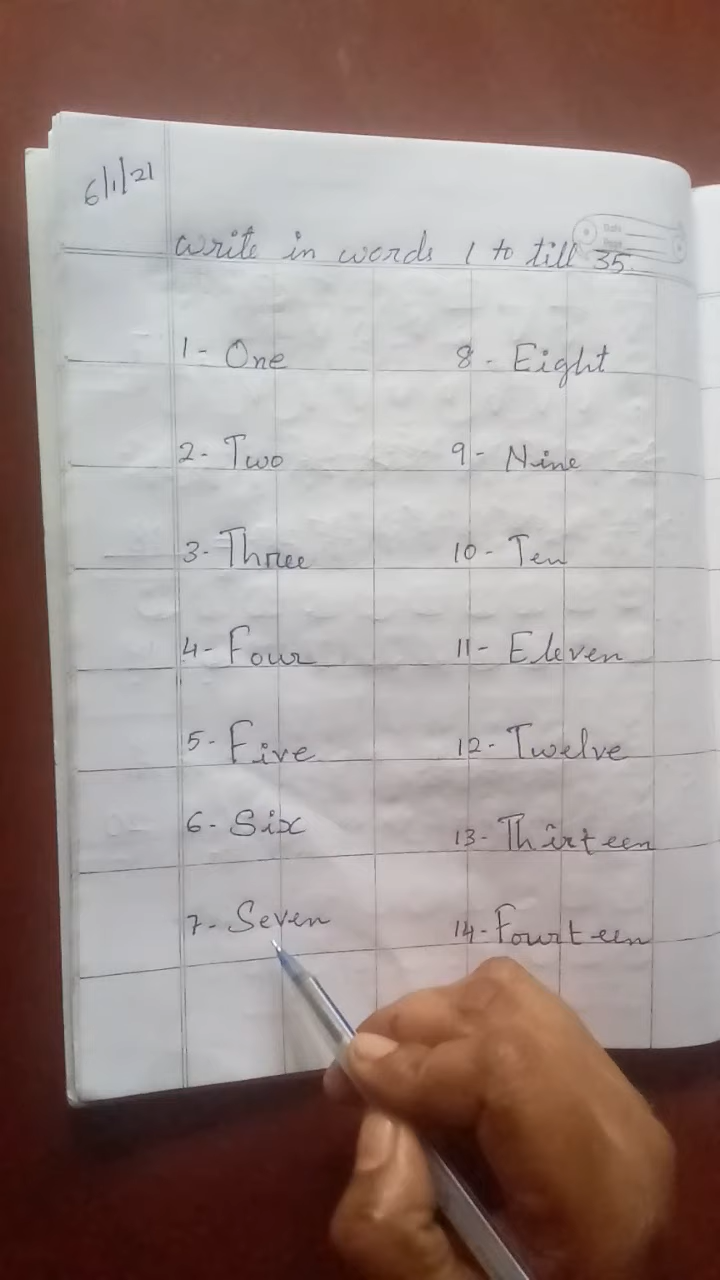 6/1/21
write in words 1 to till 35.
1- One
2- Two
3- Three
4- Four
5- Five
6- Six
7- Seven
8- Eight
9- Nine
10- Ten
11- Eleven
12- Twelve
13- Thirteen
14- Fourteen